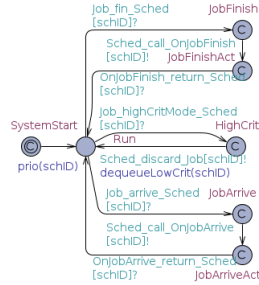 Job_fin_Sched
[schID]?
JobFinish
Sched_call_OnJobFinish
[schID]!
JobFinishAct
OnJobFinish_return_Sched
[schID]?
Job_highCritMode_Sched
[schID]?
SystemStart
Run
HighCrit
prio(schID)
Sched_discard_Job[schID]!
dequeueLowCrit(schID)
Job_arrive_Sched
[schID]?
JobArrive
Sched_call_OnJobArrive
[schID]!
OnJobArrive_return_Sched
[schID]?
JobArriveAct
C
C
C
C
C
C